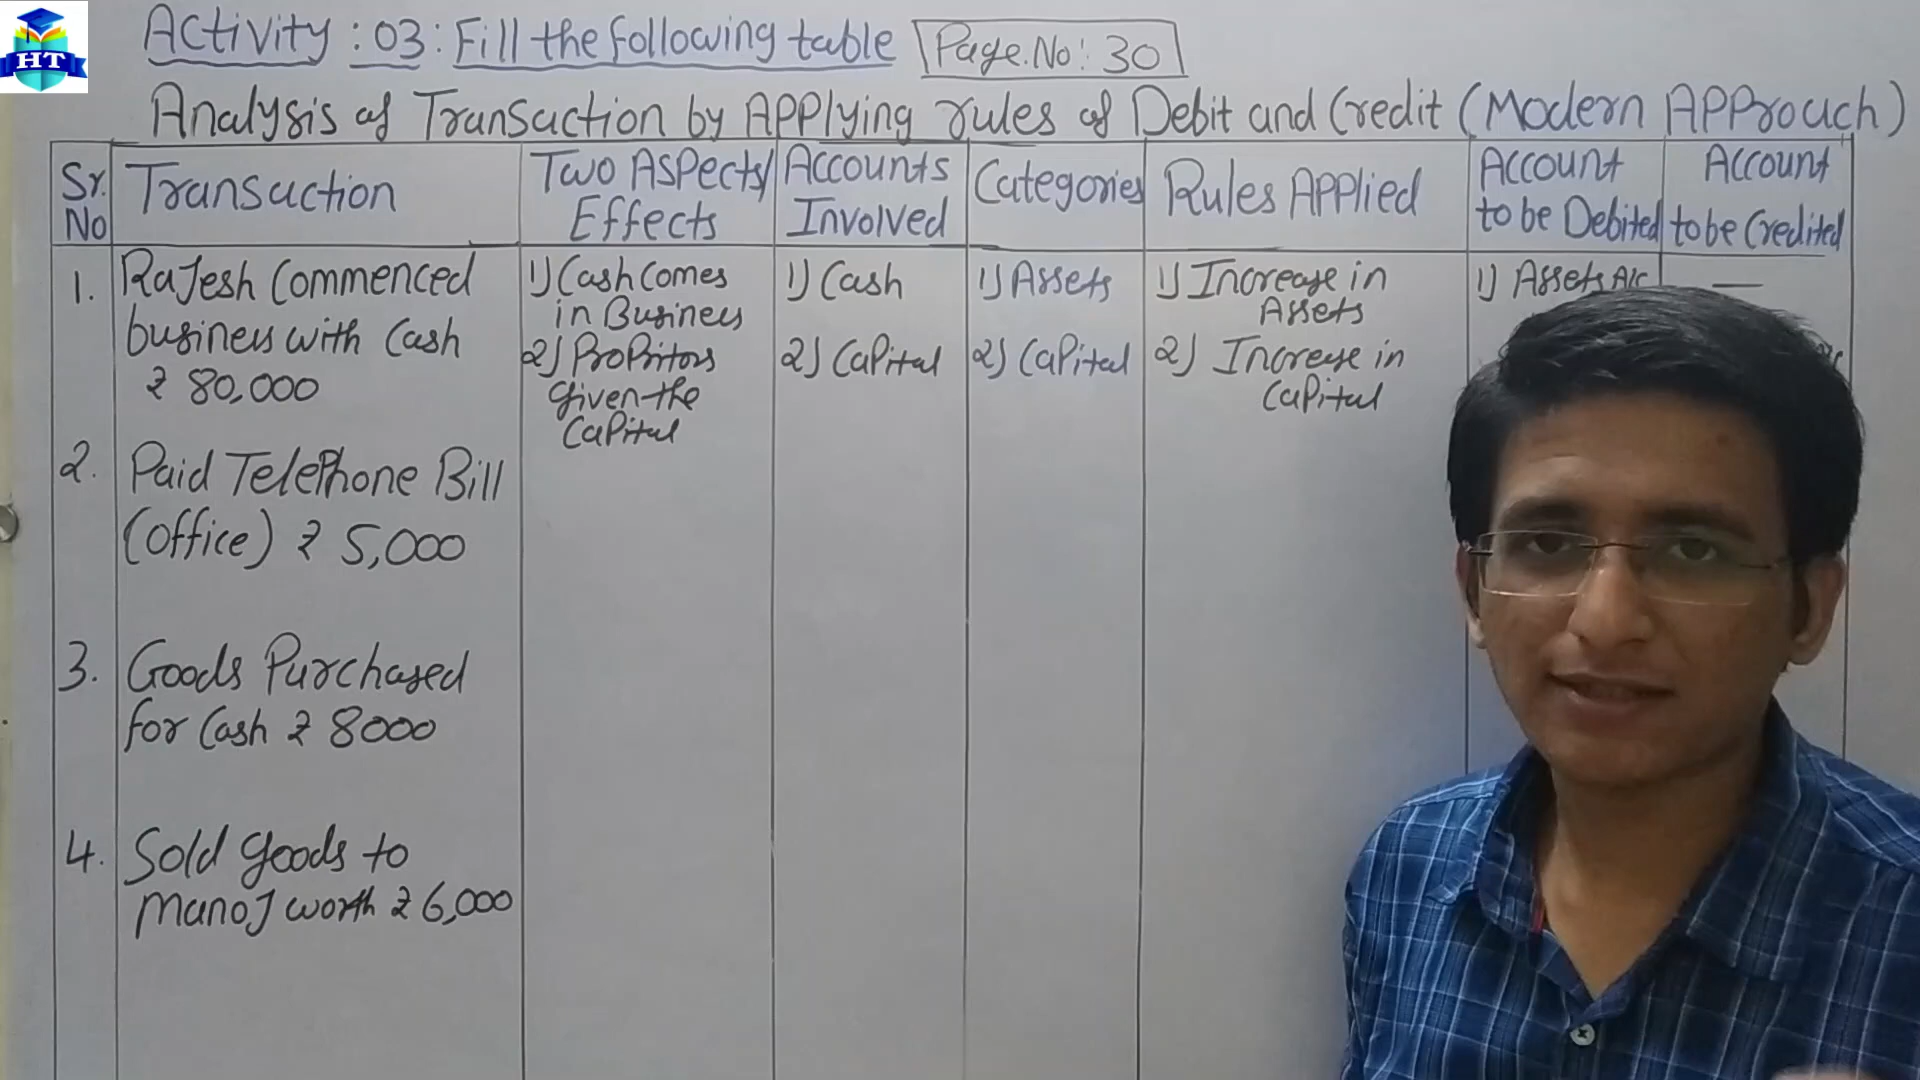 HT
Activity : 03 : Fill the following table Page.No: 30
Analysis of Transaction by Applying rules of Debit and Credit (Modern Approach)
Sr. No
Transaction
Two Aspects/ Effects
Accounts Involved
Categories
Rules Applied
Account to be Debited
Account to be Credited
1.
Rajesh Commenced
business with Cash
₹ 80,000
1) Cash Comes
in Business
2) Propritors
given the
Capital
1) Cash
2) Capital
1) Assets
2) Capital
1) Increase in
Assets
2) Increase in
Capital
1) Assets A/c
—
2.
Paid Telephone Bill
(office) ₹ 5,000
3.
Goods Purchased
for Cash ₹ 8000
4.
Sold goods to
Manoj worth ₹ 6,000